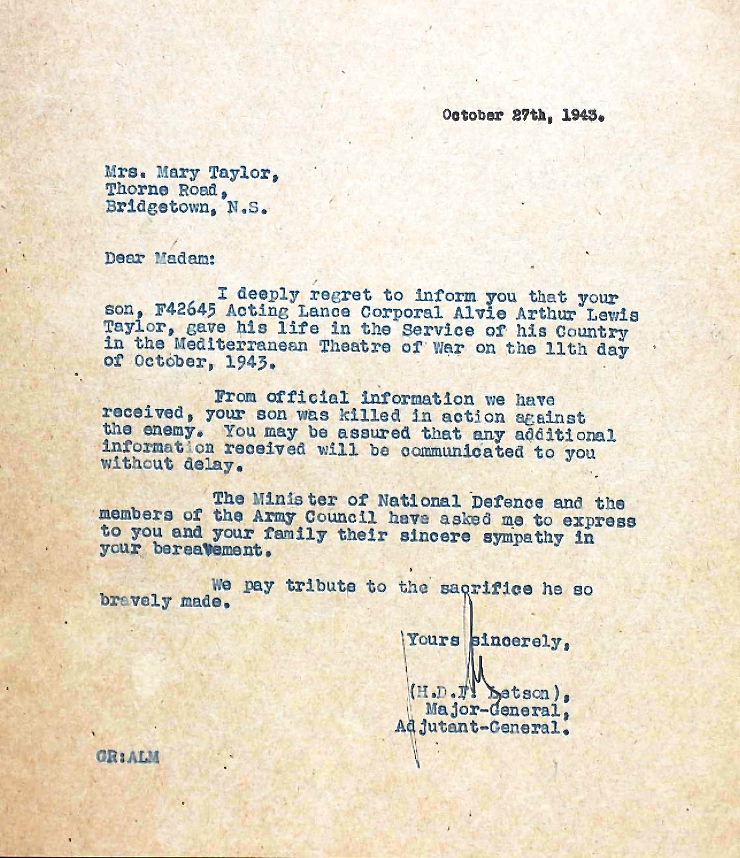 October 27th, 1943.
Mrs. Mary Taylor,
Thorne Road,
Bridgetown, N.S.
Dear Madam:
I deeply regret to inform you that your
son, F42645 Acting Lance Corporal Alvie Arthur Lewis
Taylor, gave his life in the Service of his Country
in the Mediterranean Theatre of War on the 11th day
of October, 1943.
From official information we have
received, your son was killed in action against
the enemy. You may be assured that any additional
information received will be communicated to you
without delay.
The Minister of National Defence and the
members of the Army Council have asked me to express
to you and your family their sincere sympathy in
your bereavement.
We pay tribute to the sacrifice he so
bravely made.
Yours sincerely,
(H.D.F. Letson),
Major-General,
Adjutant-General.
GR:ALM